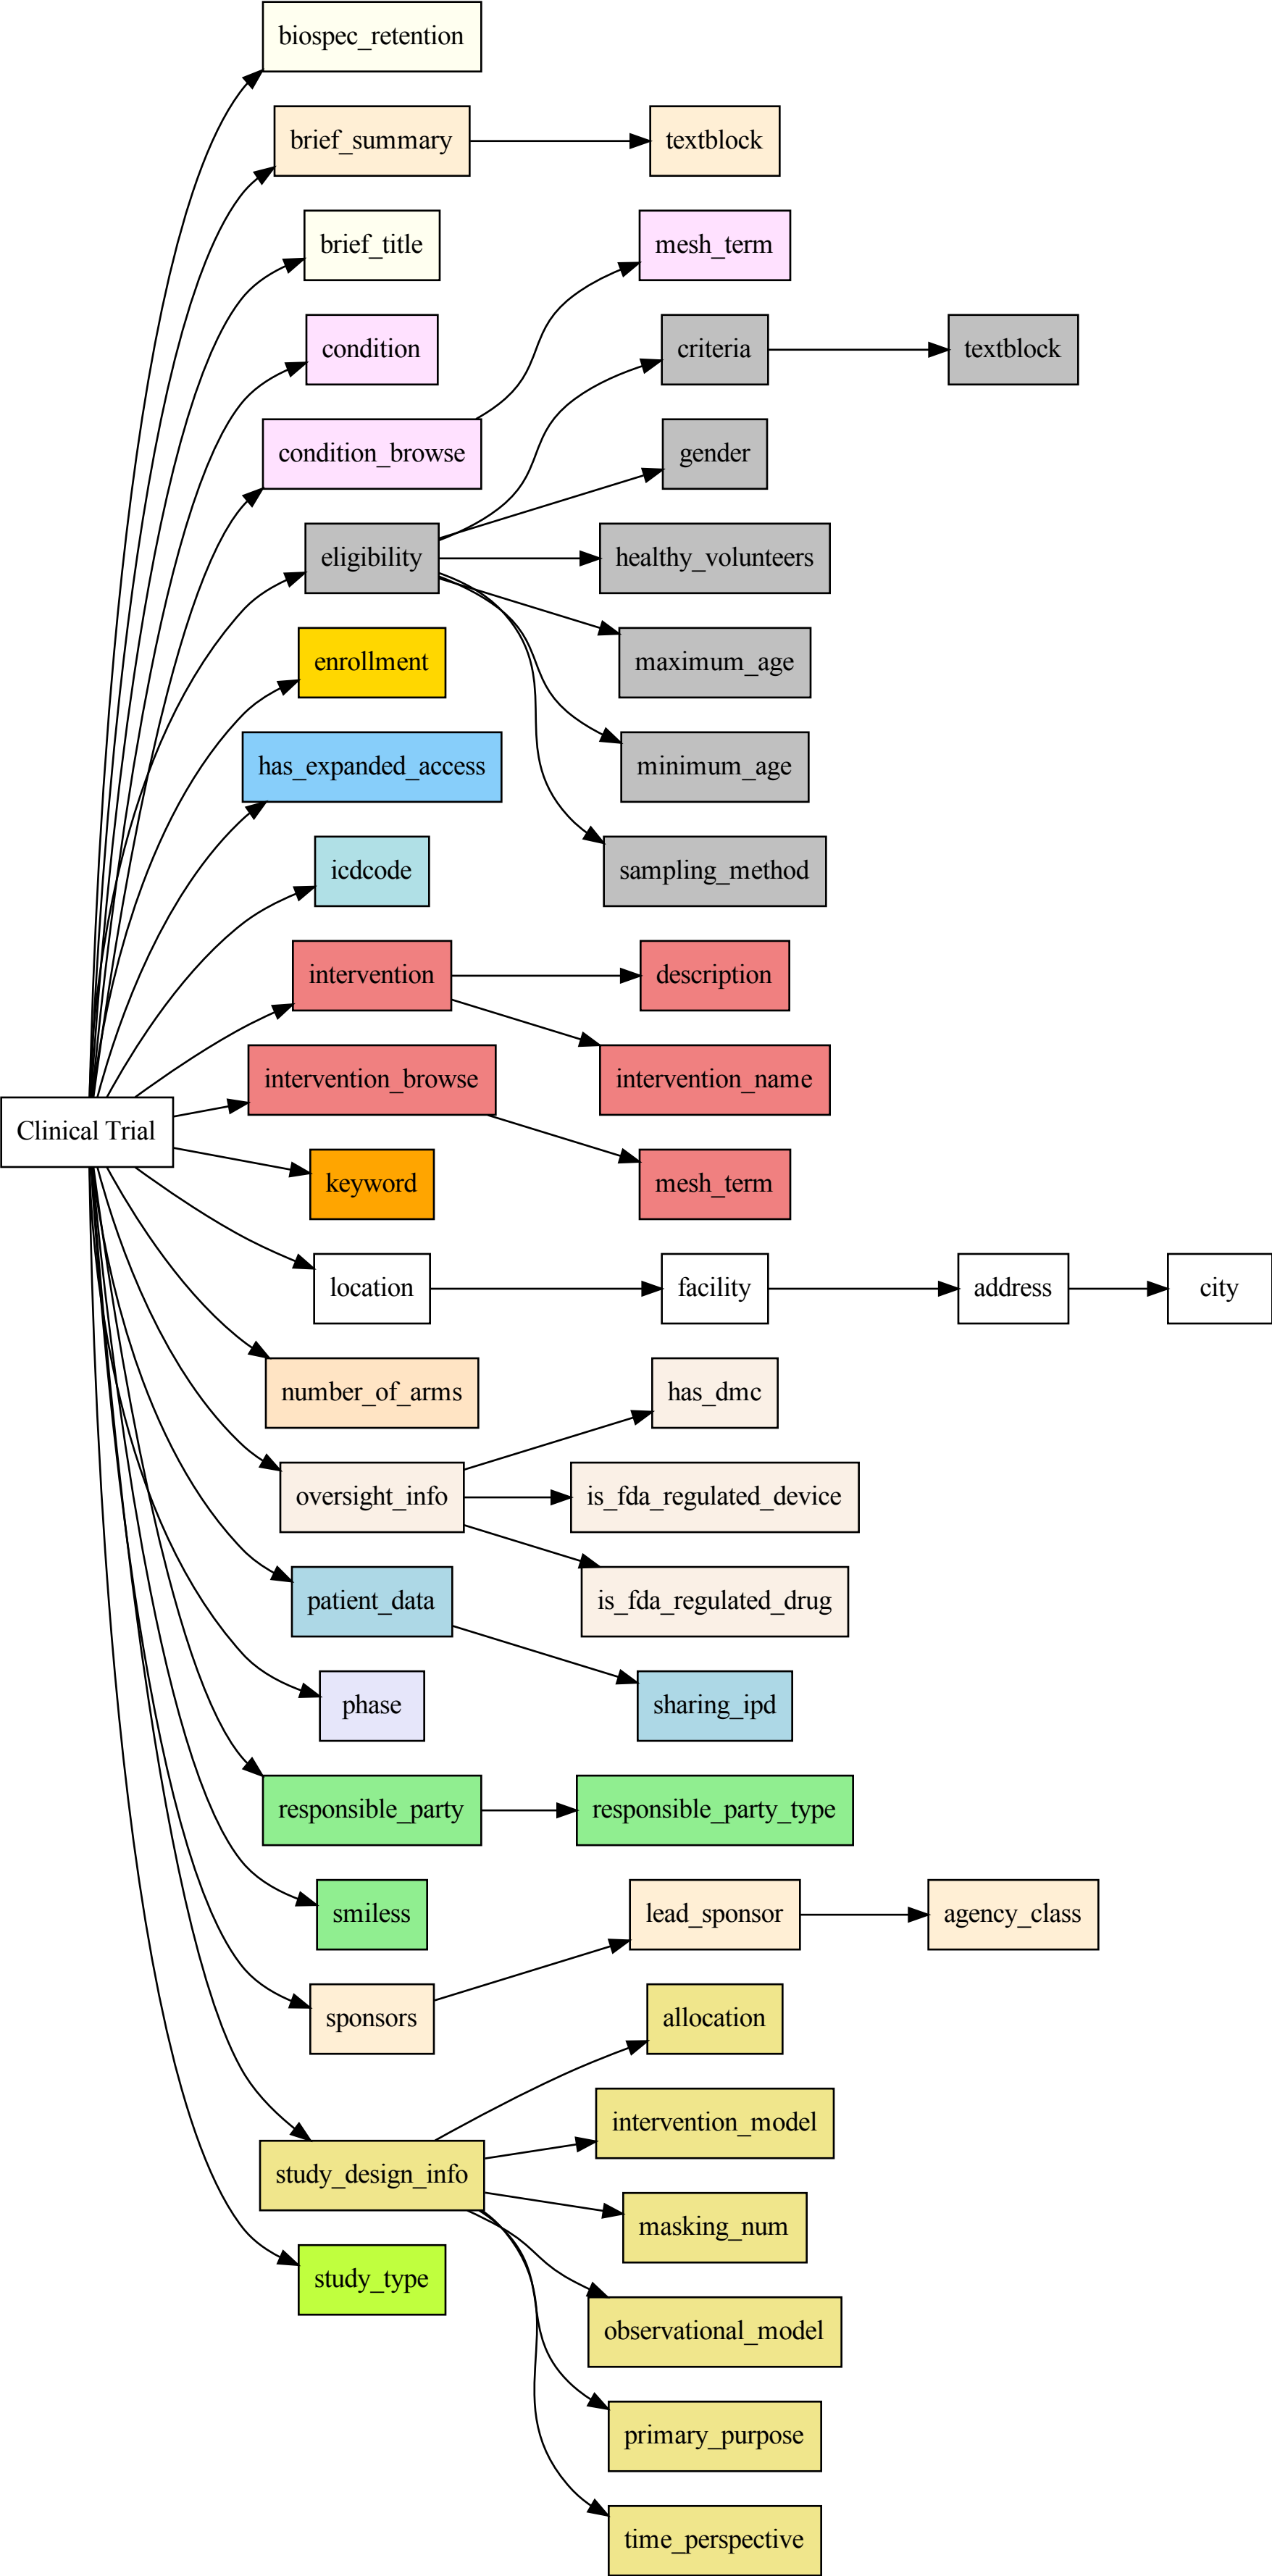 biospec_retention
brief_summary
textblock
brief_title
mesh_term
condition
criteria
textblock
condition_browse
gender
eligibility
healthy_volunteers
enrollment
maximum_age
has_expanded_access
minimum_age
icdcode
sampling_method
intervention
description
intervention_browse
intervention_name
Clinical Trial
keyword
mesh_term
location
facility
address
city
number_of_arms
has_dmc
oversight_info
is_fda_regulated_device
patient_data
is_fda_regulated_drug
phase
sharing_ipd
responsible_party
responsible_party_type
smiless
lead_sponsor
agency_class
sponsors
allocation
intervention_model
study_design_info
masking_num
study_type
observational_model
primary_purpose
time_perspective